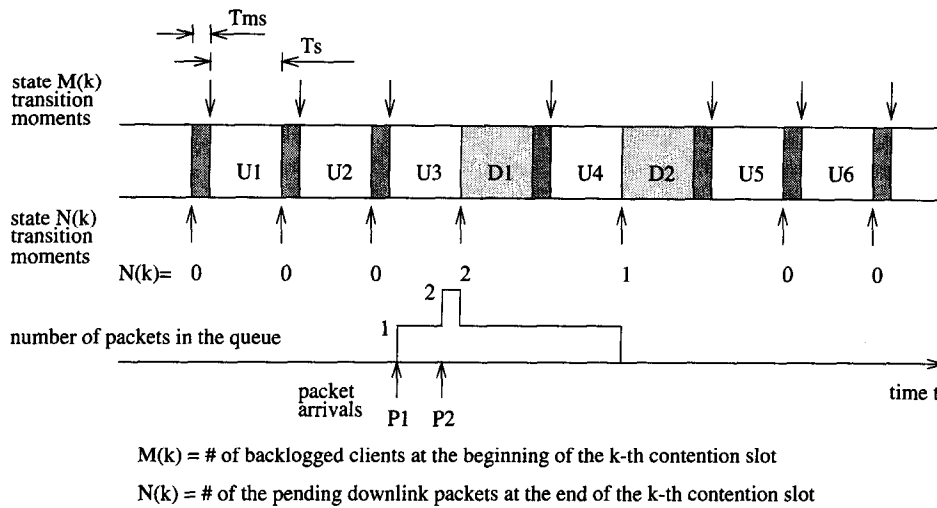 Tms
Ts
state M(k)
transition
moments
U1 U2 U3 D1 U4 D2 U5 U6
state N(k)
transition
moments
N(k)= 0 0 0 2 1 0 0
2
1
number of packets in the queue
packet
arrivals
P1 P2
time t
M(k) = # of backlogged clients at the beginning of the k-th contention slot
N(k) = # of the pending downlink packets at the end of the k-th contention slot